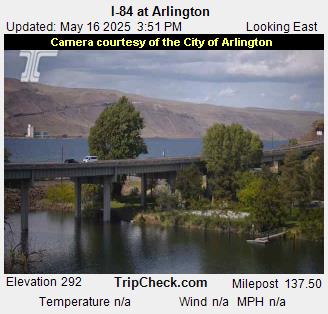 I-84 at Arlington
Updated: May 16 2025 3:51 PM Looking East
Camera courtesy of the City of Arlington
Elevation 292 TripCheck.com Milepost 137.50
Temperature n/a Wind n/a MPH n/a